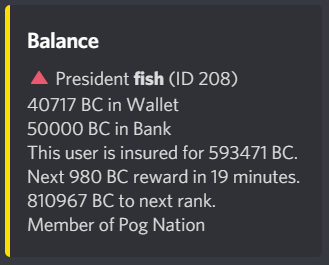 Balance
President fish (ID 208)
40717 BC in Wallet
50000 BC in Bank
This user is insured for 593471 BC.
Next 980 BC reward in 19 minutes.
810967 BC to next rank.
Member of Pog Nation